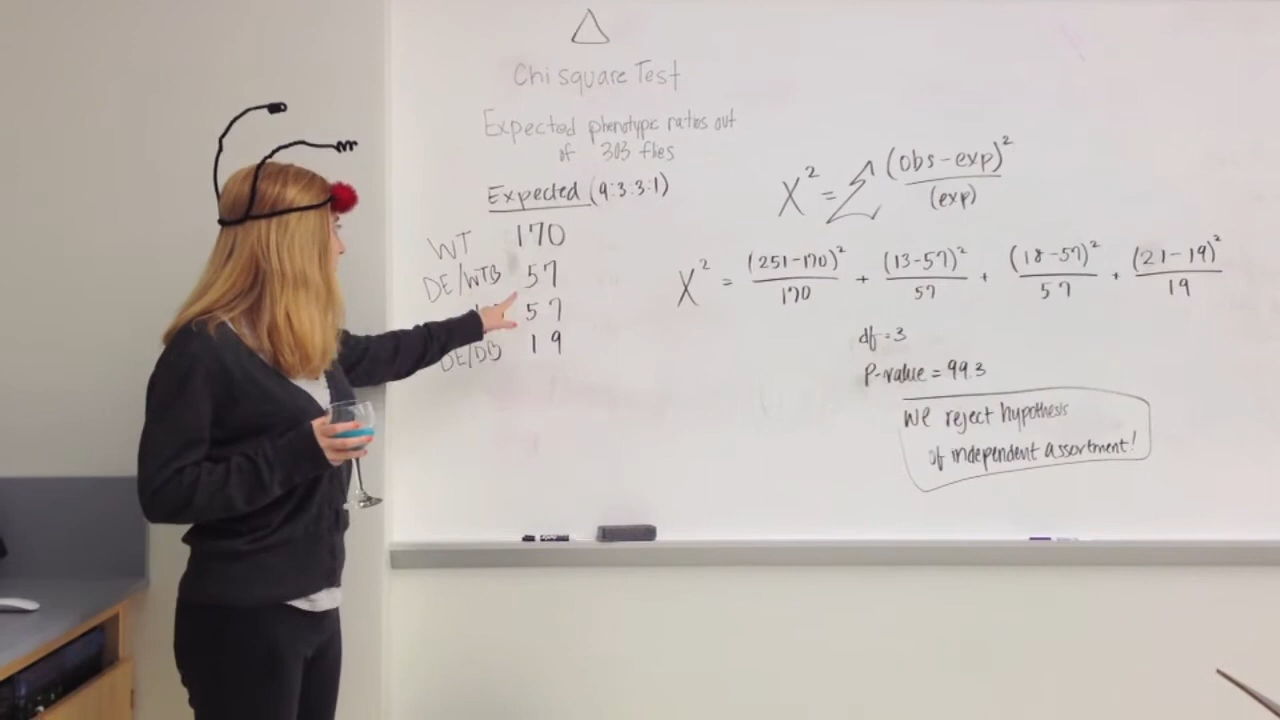 Chi square Test
Expected phenotypic ratios out
of 303 flies
Expected (9:3:3:1)
WT 170
DE/WTB 57
57
DE/DB 19
X² = Σ (obs-exp)² / (exp)
X² = (251-170)² / 170 + (13-57)² / 57 + (18-57)² / 57 + (21-19)² / 19
df = 3
P-value = 99.3
We reject hypothesis
of independent assortment!